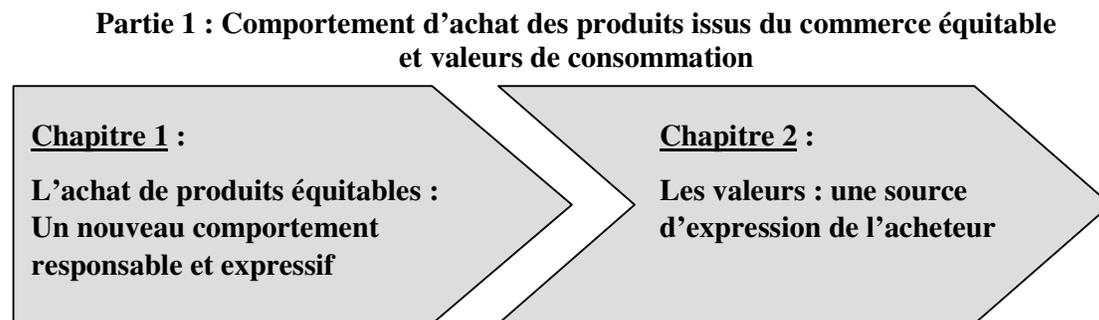 Partie 1 : Comportement d’achat des produits issus du commerce équitable
et valeurs de consommation
Chapitre 1 :
L’achat de produits équitables :
Un nouveau comportement
responsable et expressif
Chapitre 2 :
Les valeurs : une source
d’expression de l’acheteur